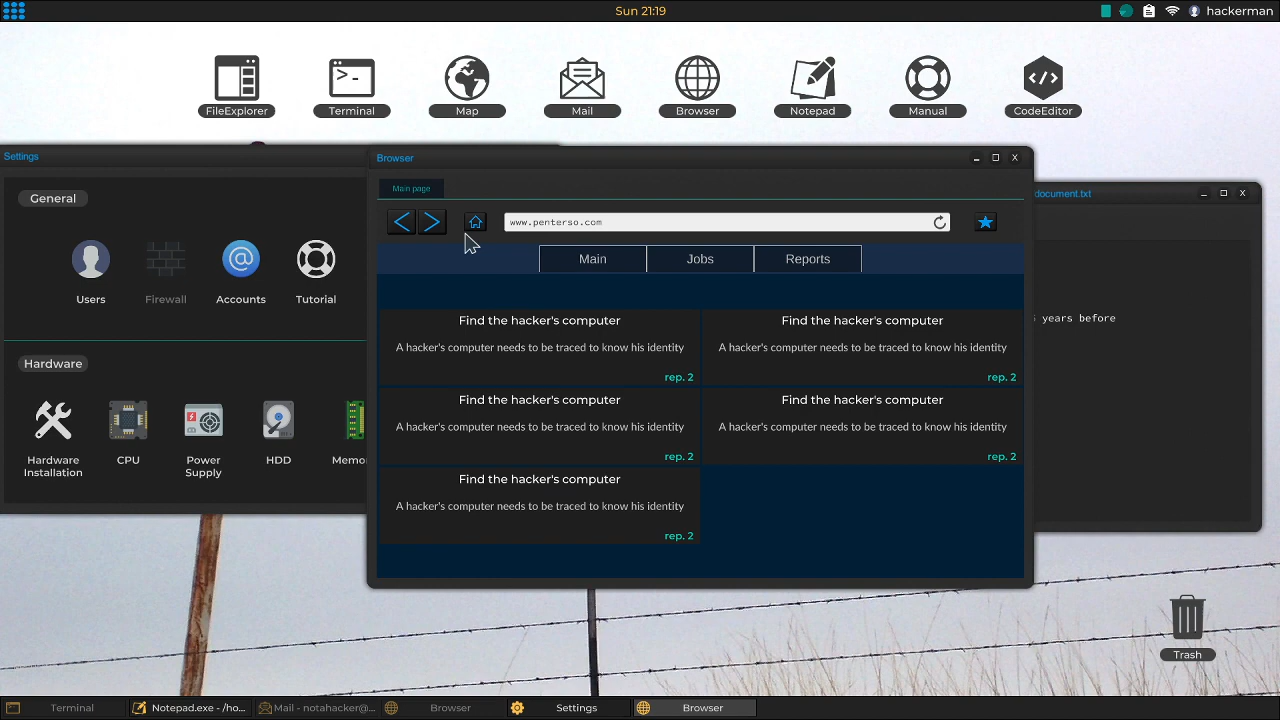 Sun 21:19
hackerman
FileExplorer
Terminal
Map
Mail
Browser
Notepad
Manual
CodeEditor
Settings
General
Users
Firewall
Accounts
Tutorial
Hardware
Hardware
Installation
CPU
Power
Supply
HDD
Memor
Browser
Main page
www.penterso.com
Main
Jobs
Reports
Find the hacker's computer
A hacker's computer needs to be traced to know his identity
rep. 2
Find the hacker's computer
A hacker's computer needs to be traced to know his identity
rep. 2
Find the hacker's computer
A hacker's computer needs to be traced to know his identity
rep. 2
Find the hacker's computer
A hacker's computer needs to be traced to know his identity
rep. 2
Find the hacker's computer
A hacker's computer needs to be traced to know his identity
rep. 2
document.txt
years before
Trash
Terminal
Notepad.exe - /ho...
Mail - notahacker@...
Browser
Settings
Browser